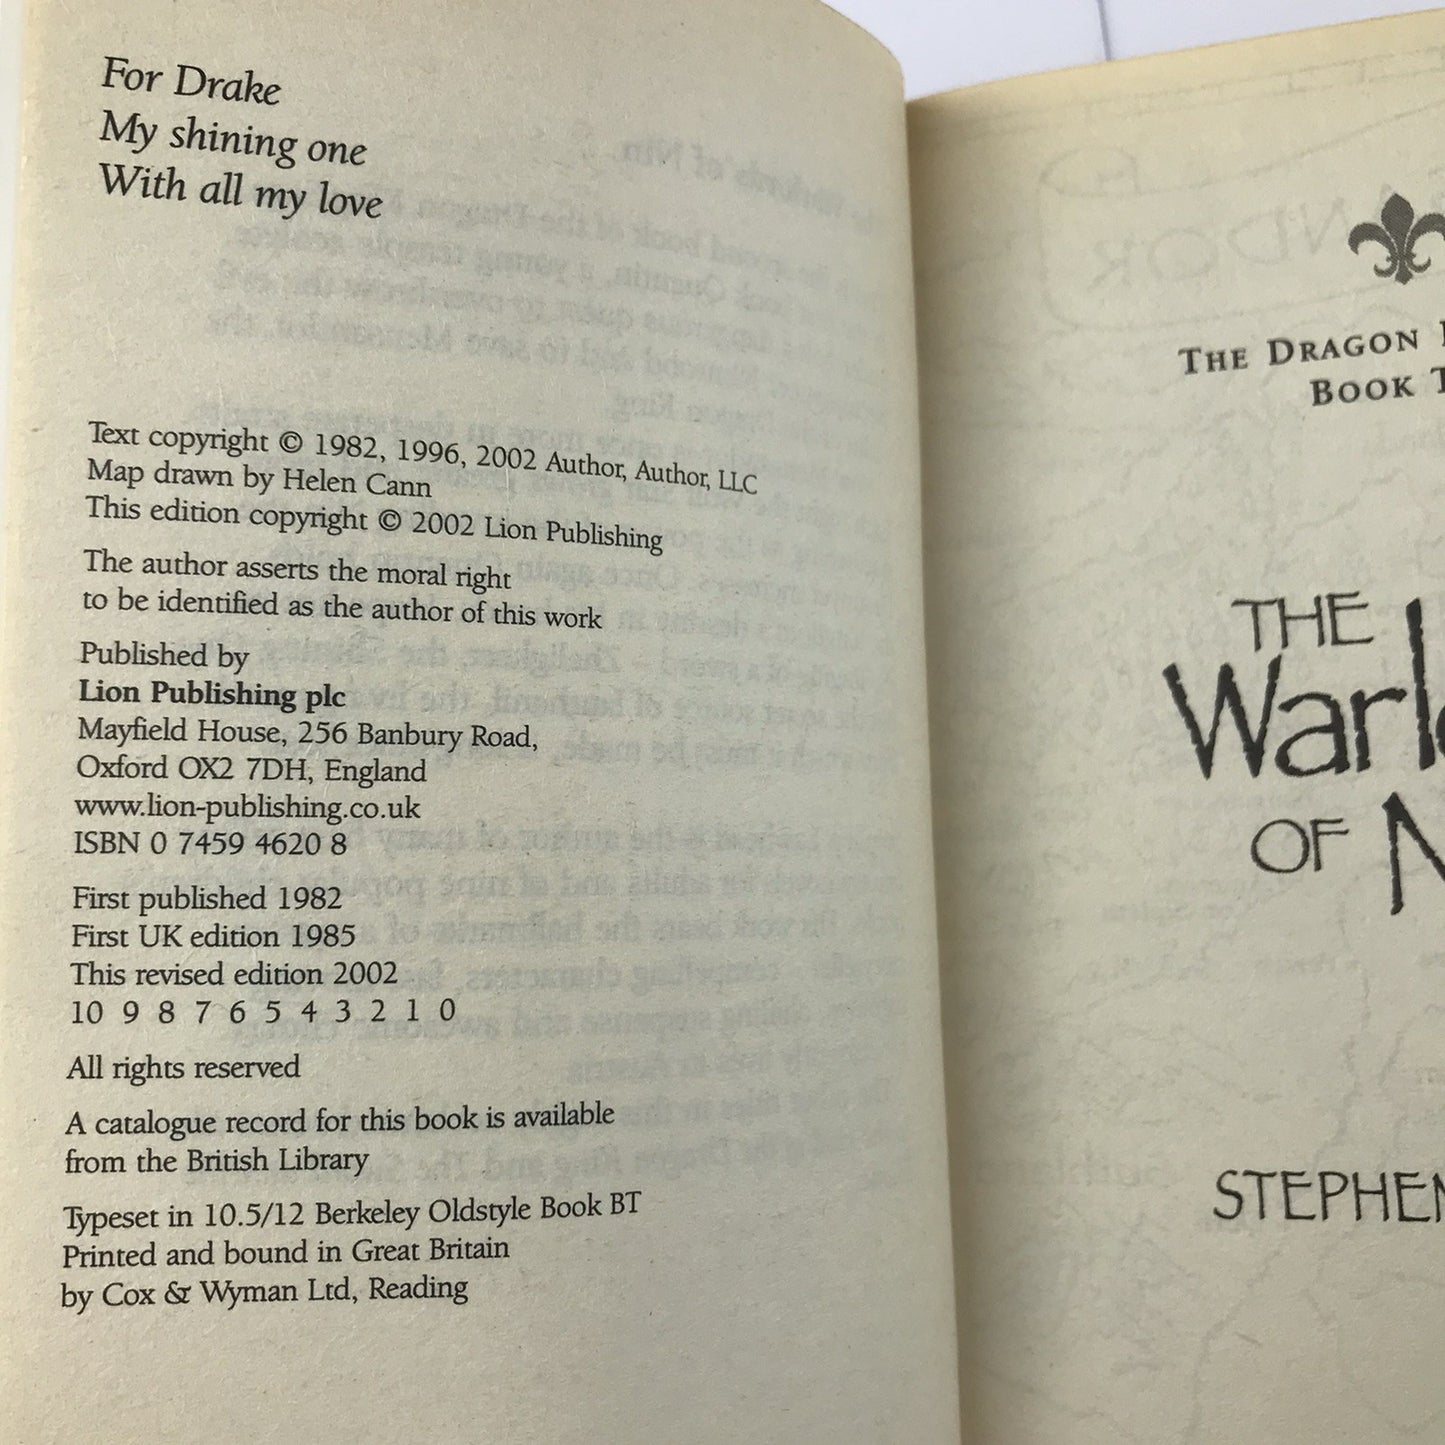 For Drake
My shining one
With all my love
Text copyright © 1982, 1996, 2002 Author, Author, LLC
Map drawn by Helen Cann
This edition copyright © 2002 Lion Publishing
The author asserts the moral right
to be identified as the author of this work
Published by
Lion Publishing plc
Mayfield House, 256 Banbury Road,
Oxford OX2 7DH, England
www.lion-publishing.co.uk
ISBN 0 7459 4620 8
First published 1982
First UK edition 1985
This revised edition 2002
10 9 8 7 6 5 4 3 2 1 0
All rights reserved
A catalogue record for this book is available
from the British Library
Typeset in 10.5/12 Berkeley Oldstyle Book BT
Printed and bound in Great Britain
by Cox & Wyman Ltd, Reading
THE DRAGON
BOOK
THE
OF
STEPHEN